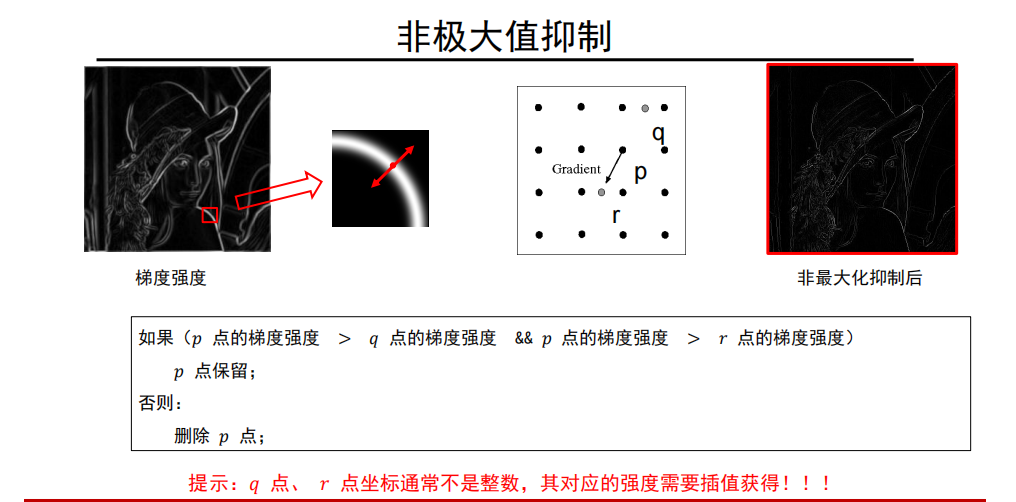 非极大值抑制
q
Gradient
p
r
梯度强度
非最大化抑制后
如果（p 点的梯度强度 > q 点的梯度强度 && p 点的梯度强度 > r 点的梯度强度）
p 点保留；
否则：
删除 p 点；
提示：q 点、 r 点坐标通常不是整数，其对应的强度需要插值获得！！！